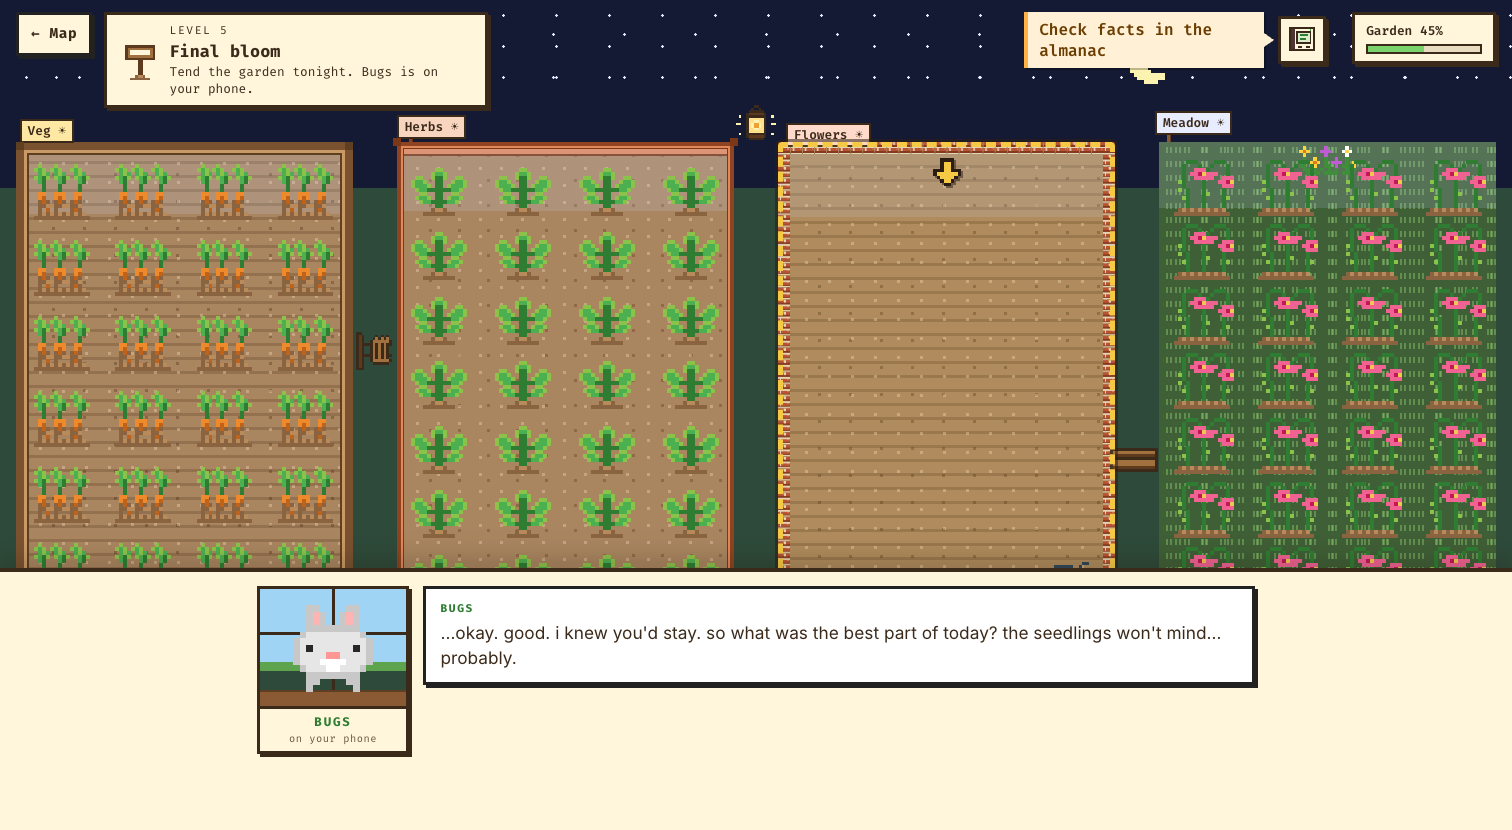 ← Map
LEVEL 5
Final bloom
Tend the garden tonight. Bugs is on
your phone.
Check facts in the
almanac
Garden 45%
Veg ☀
Herbs ☀
Flowers ☀
Meadow ☀
BUGS
on your phone
BUGS
...okay. good. i knew you'd stay. so what was the best part of today? the seedlings won't mind...
probably.